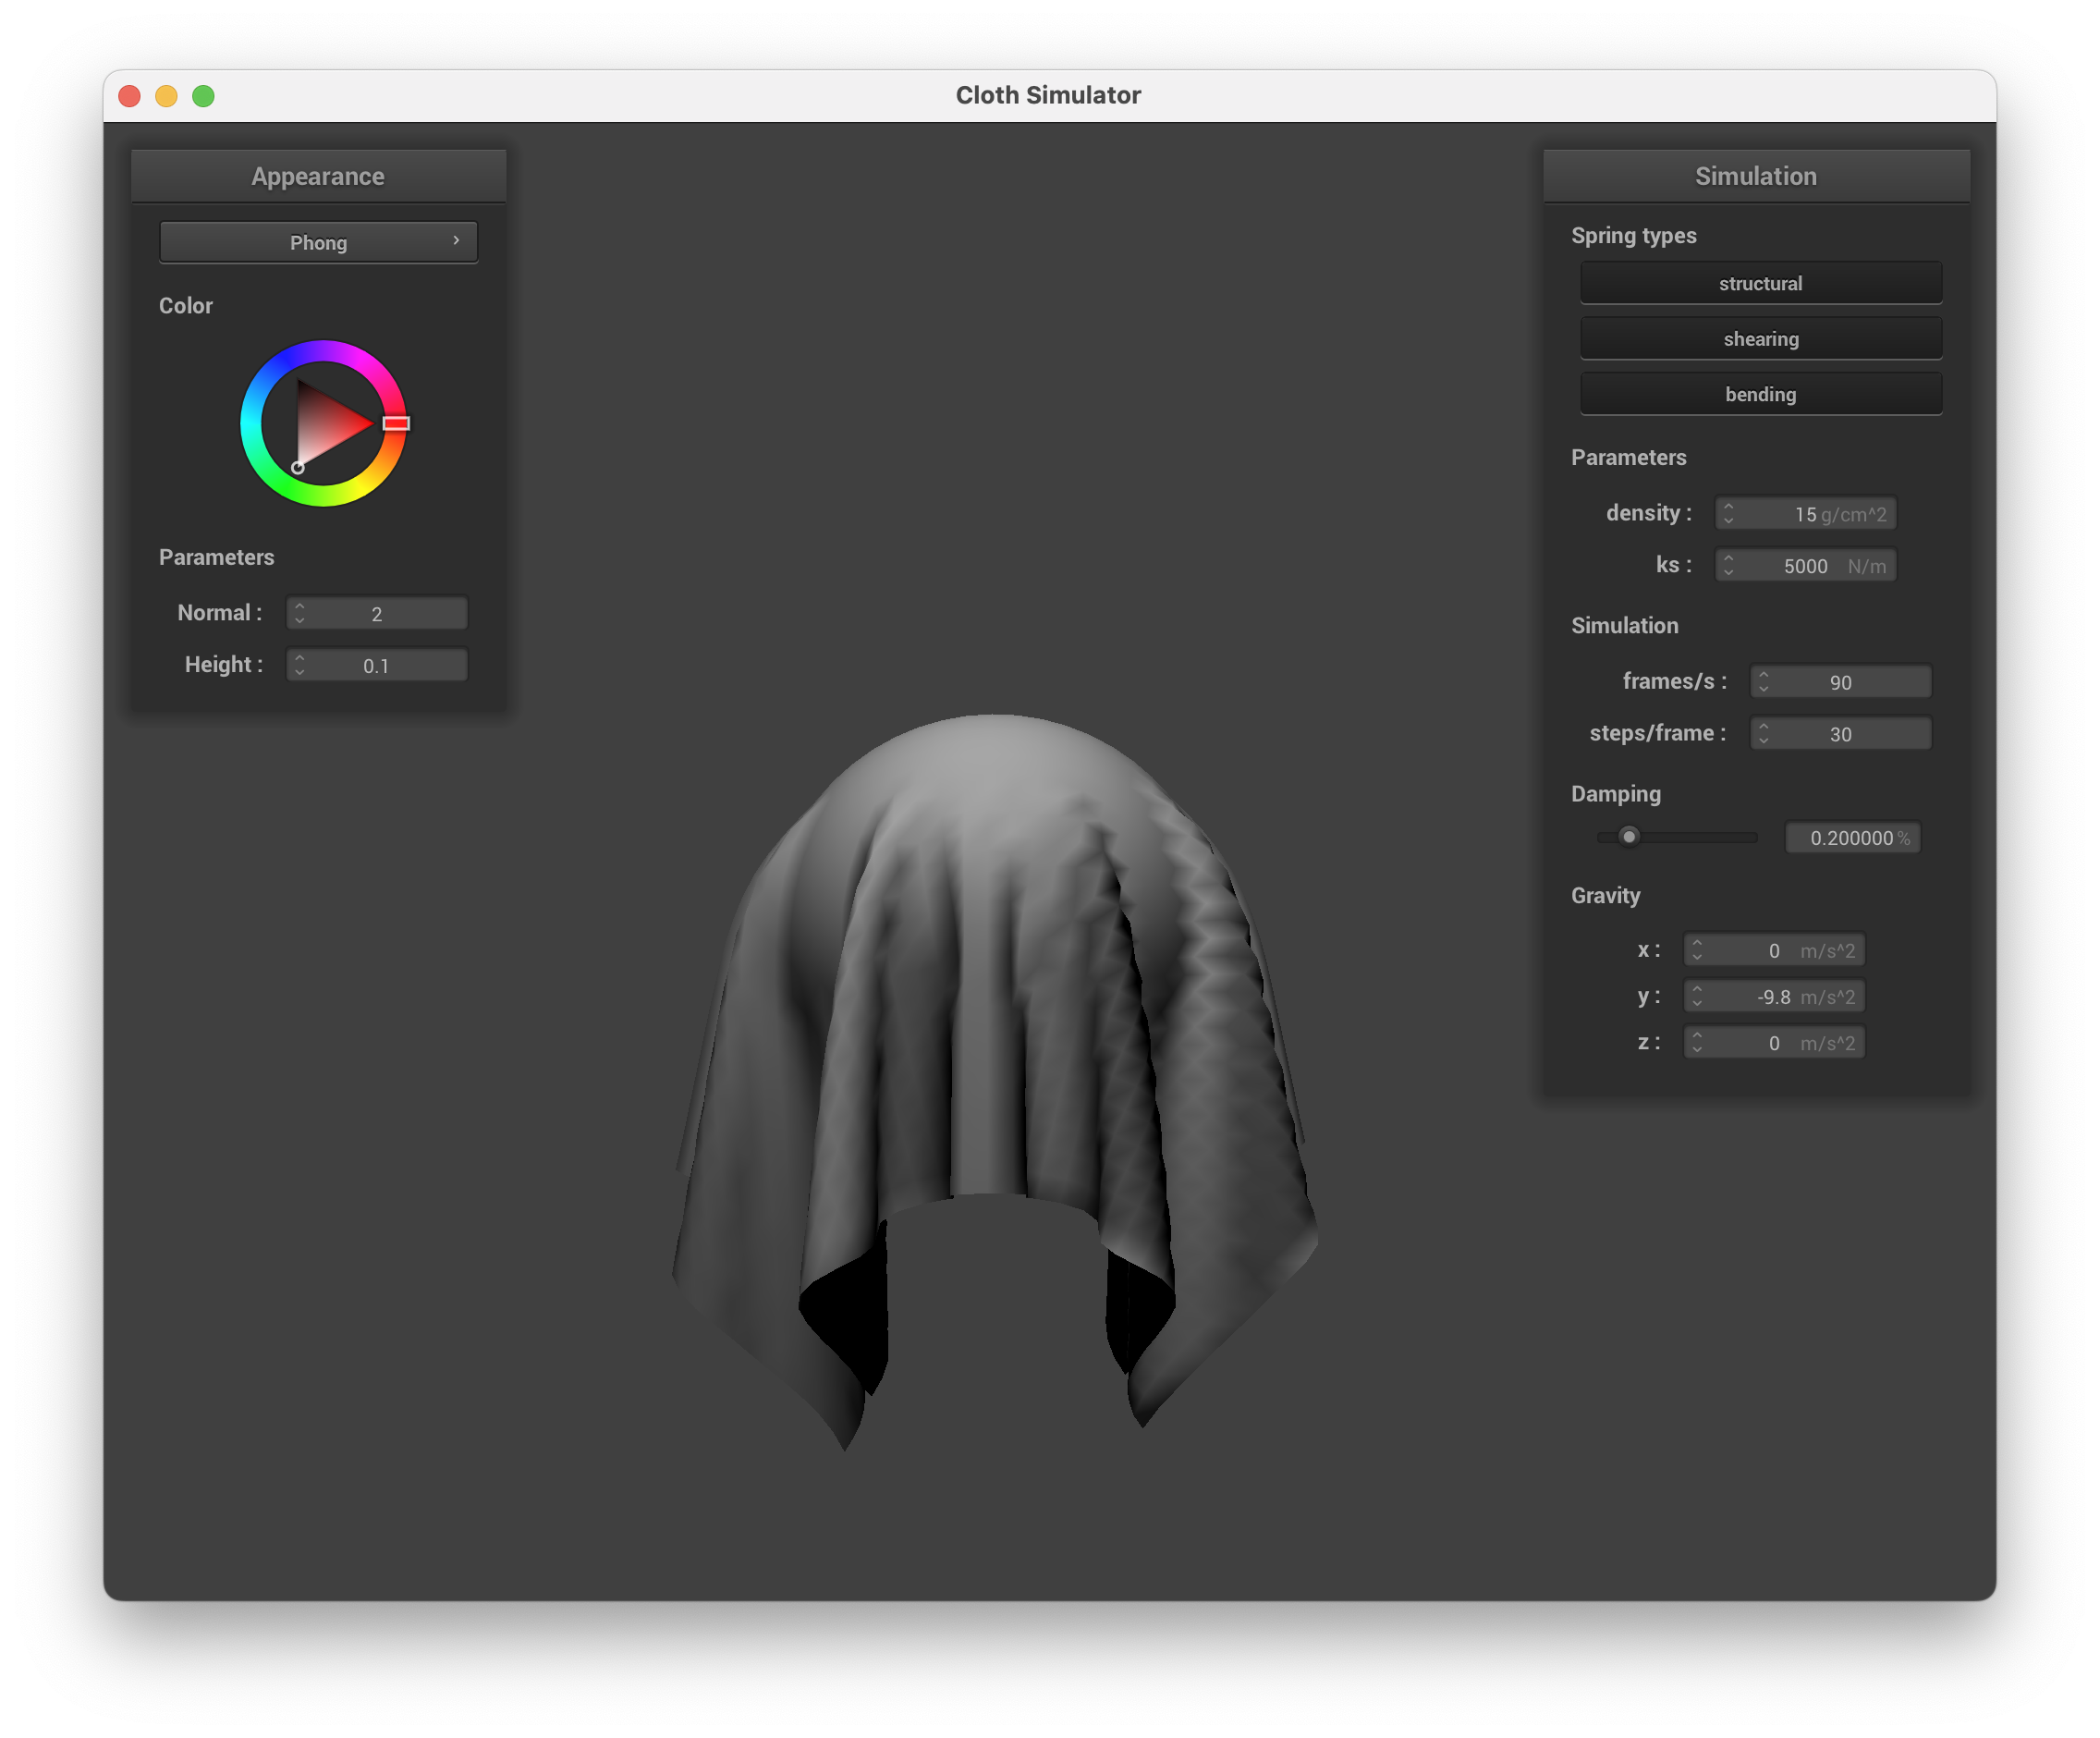 Cloth Simulator
Appearance
Phong
Color
Parameters
Normal : 2
Height : 0.1
Simulation
Spring types
structural
shearing
bending
Parameters
density : 15 g/cm^2
ks : 5000 N/m
Simulation
frames/s : 90
steps/frame : 30
Damping
0.200000 %
Gravity
x : 0 m/s^2
y : -9.8 m/s^2
z : 0 m/s^2